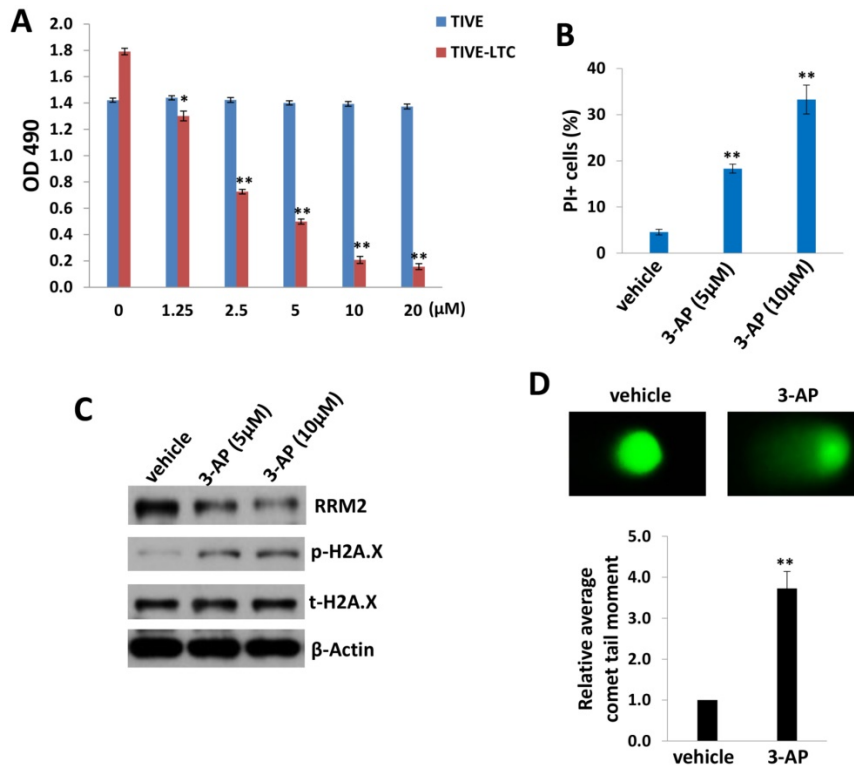 A
TIVE
TIVE-LTC
OD 490
2.0
1.8
1.6
1.4
1.2
1.0
0.8
0.6
0.4
0.2
0.0
*
**
**
**
**
0 1.25 2.5 5 10 20 (μM)
B
PI+ cells (%)
40
30
20
10
0
**
**
vehicle
3-AP (5μM)
3-AP (10μM)
C
vehicle
3-AP (5μM)
3-AP (10μM)
RRM2
p-H2A.X
t-H2A.X
β-Actin
D
vehicle 3-AP
Relative average
comet tail moment
5.0
4.0
3.0
2.0
1.0
0.0
**
vehicle 3-AP